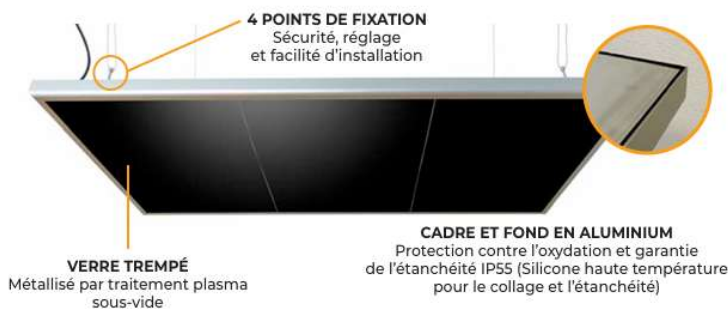 4 POINTS DE FIXATION
Sécurité, réglage
et facilité d'installation
VERRE TREMPÉ
Métallisé par traitement plasma
sous-vide
CADRE ET FOND EN ALUMINIUM
Protection contre l'oxydation et garantie
de l'étanchéité IP55 (Silicone haute température
pour le collage et l'étanchéité)